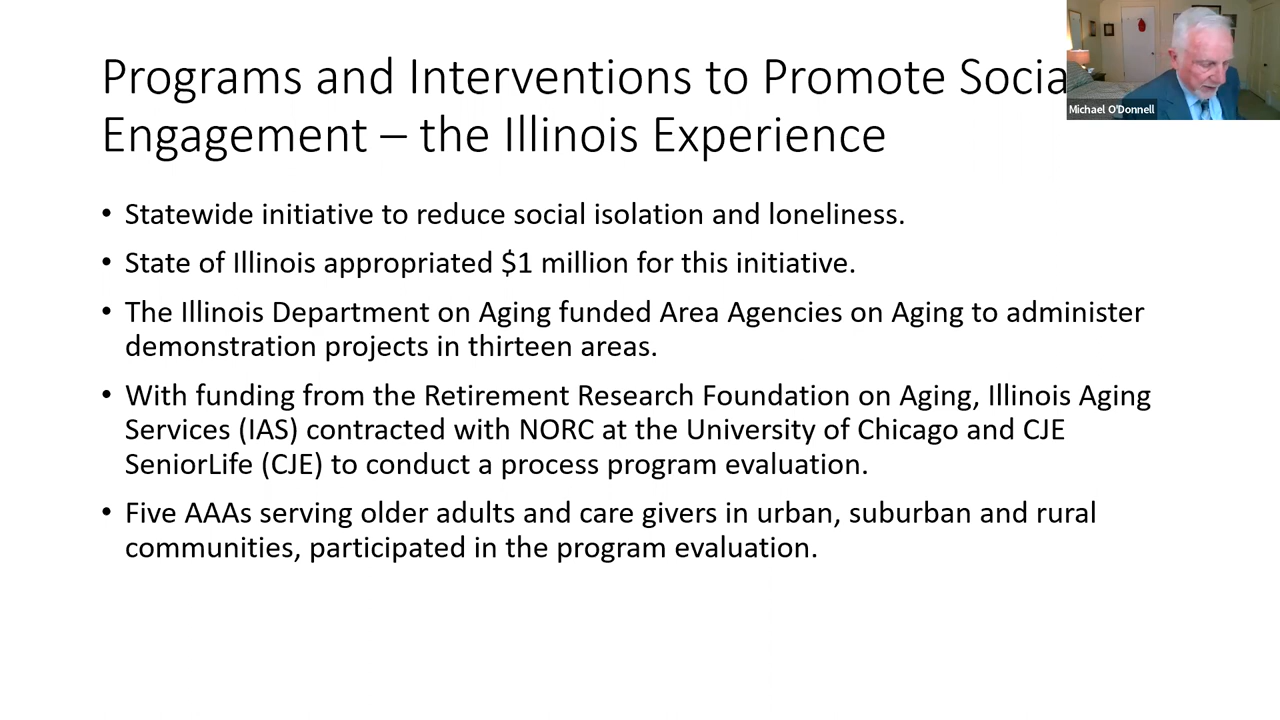 Programs and Interventions to Promote Socia
Engagement – the Illinois Experience
Michael O'Donnell
• Statewide initiative to reduce social isolation and loneliness.
• State of Illinois appropriated $1 million for this initiative.
• The Illinois Department on Aging funded Area Agencies on Aging to administer
demonstration projects in thirteen areas.
• With funding from the Retirement Research Foundation on Aging, Illinois Aging
Services (IAS) contracted with NORC at the University of Chicago and CJE
SeniorLife (CJE) to conduct a process program evaluation.
• Five AAAs serving older adults and care givers in urban, suburban and rural
communities, participated in the program evaluation.